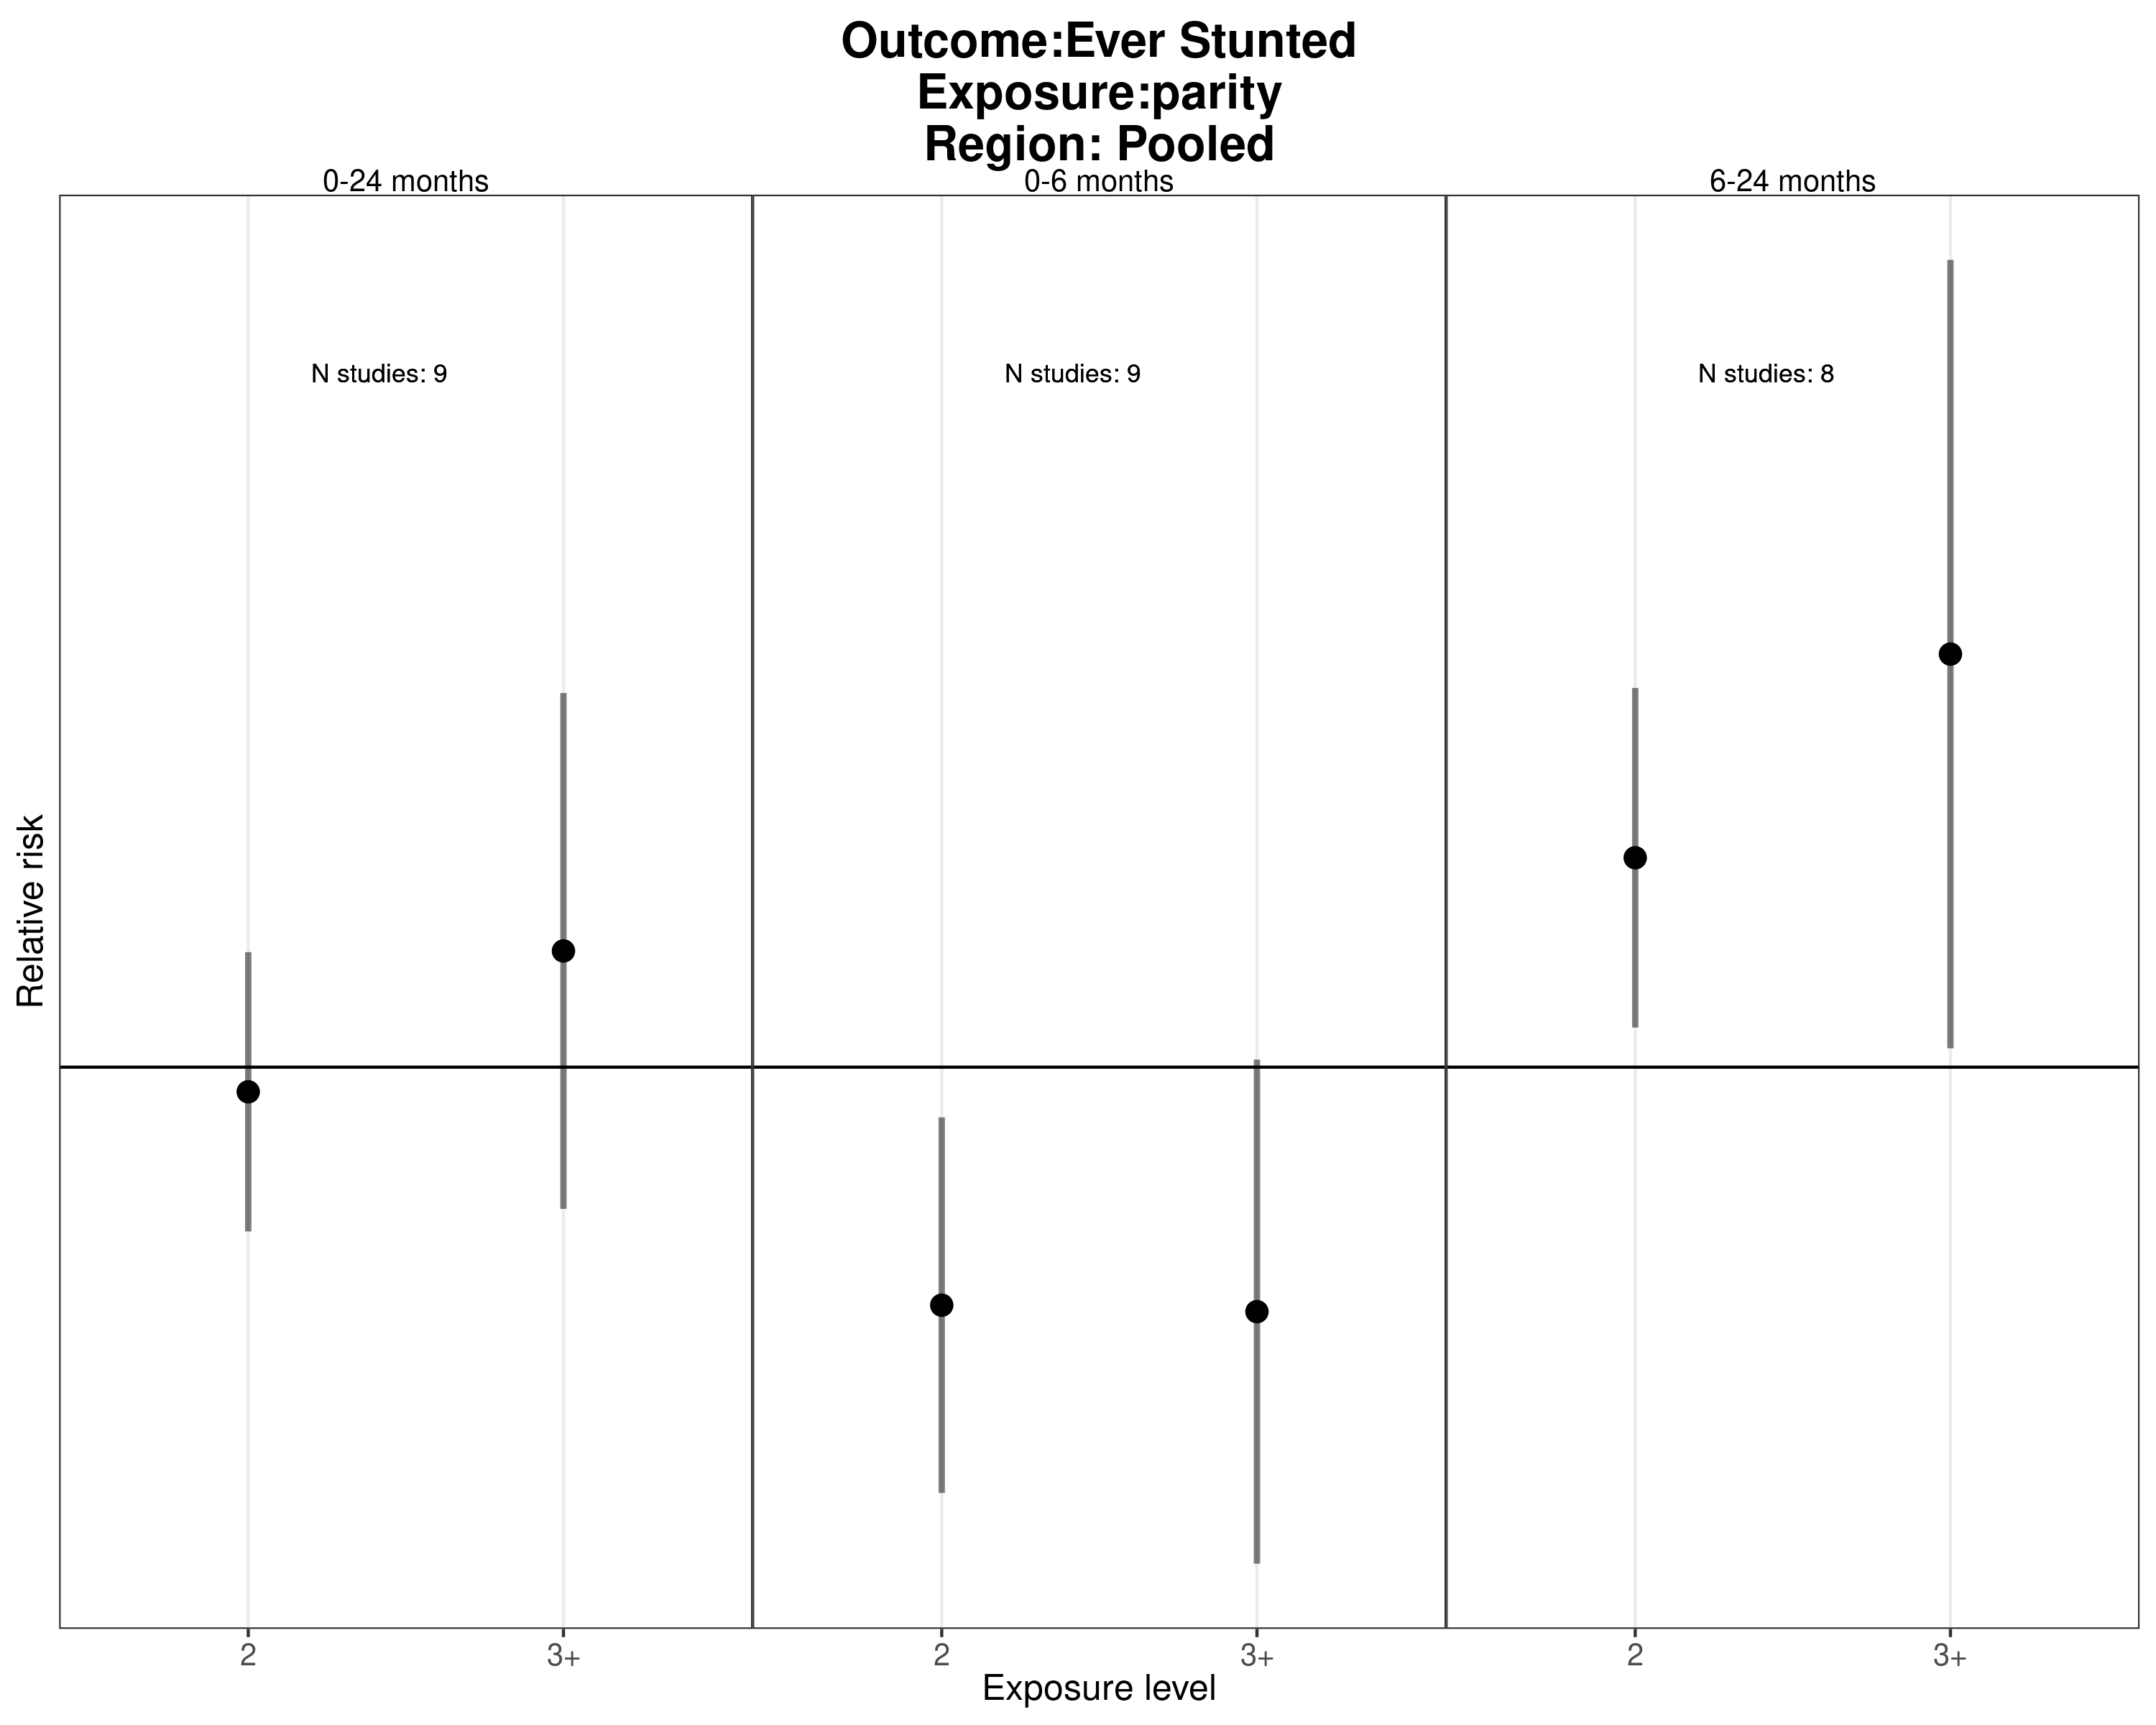 Outcome:Ever Stunted
Exposure:parity
Region: Pooled
0-24 months
0-6 months
6-24 months
N studies: 9
N studies: 9
N studies: 8
Relative risk
2
3+
2
3+
2
3+
Exposure level